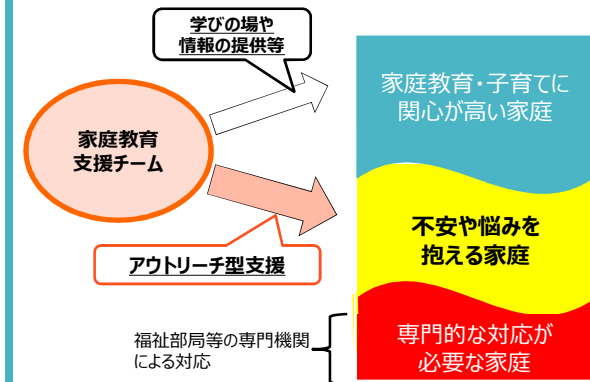 学びの場や
情報の提供等
家庭教育
支援チーム
アウトリーチ型支援
福祉部局等の専門機関
による対応
家庭教育・子育てに
関心が高い家庭
不安や悩みを
抱える家庭
専門的な対応が
必要な家庭